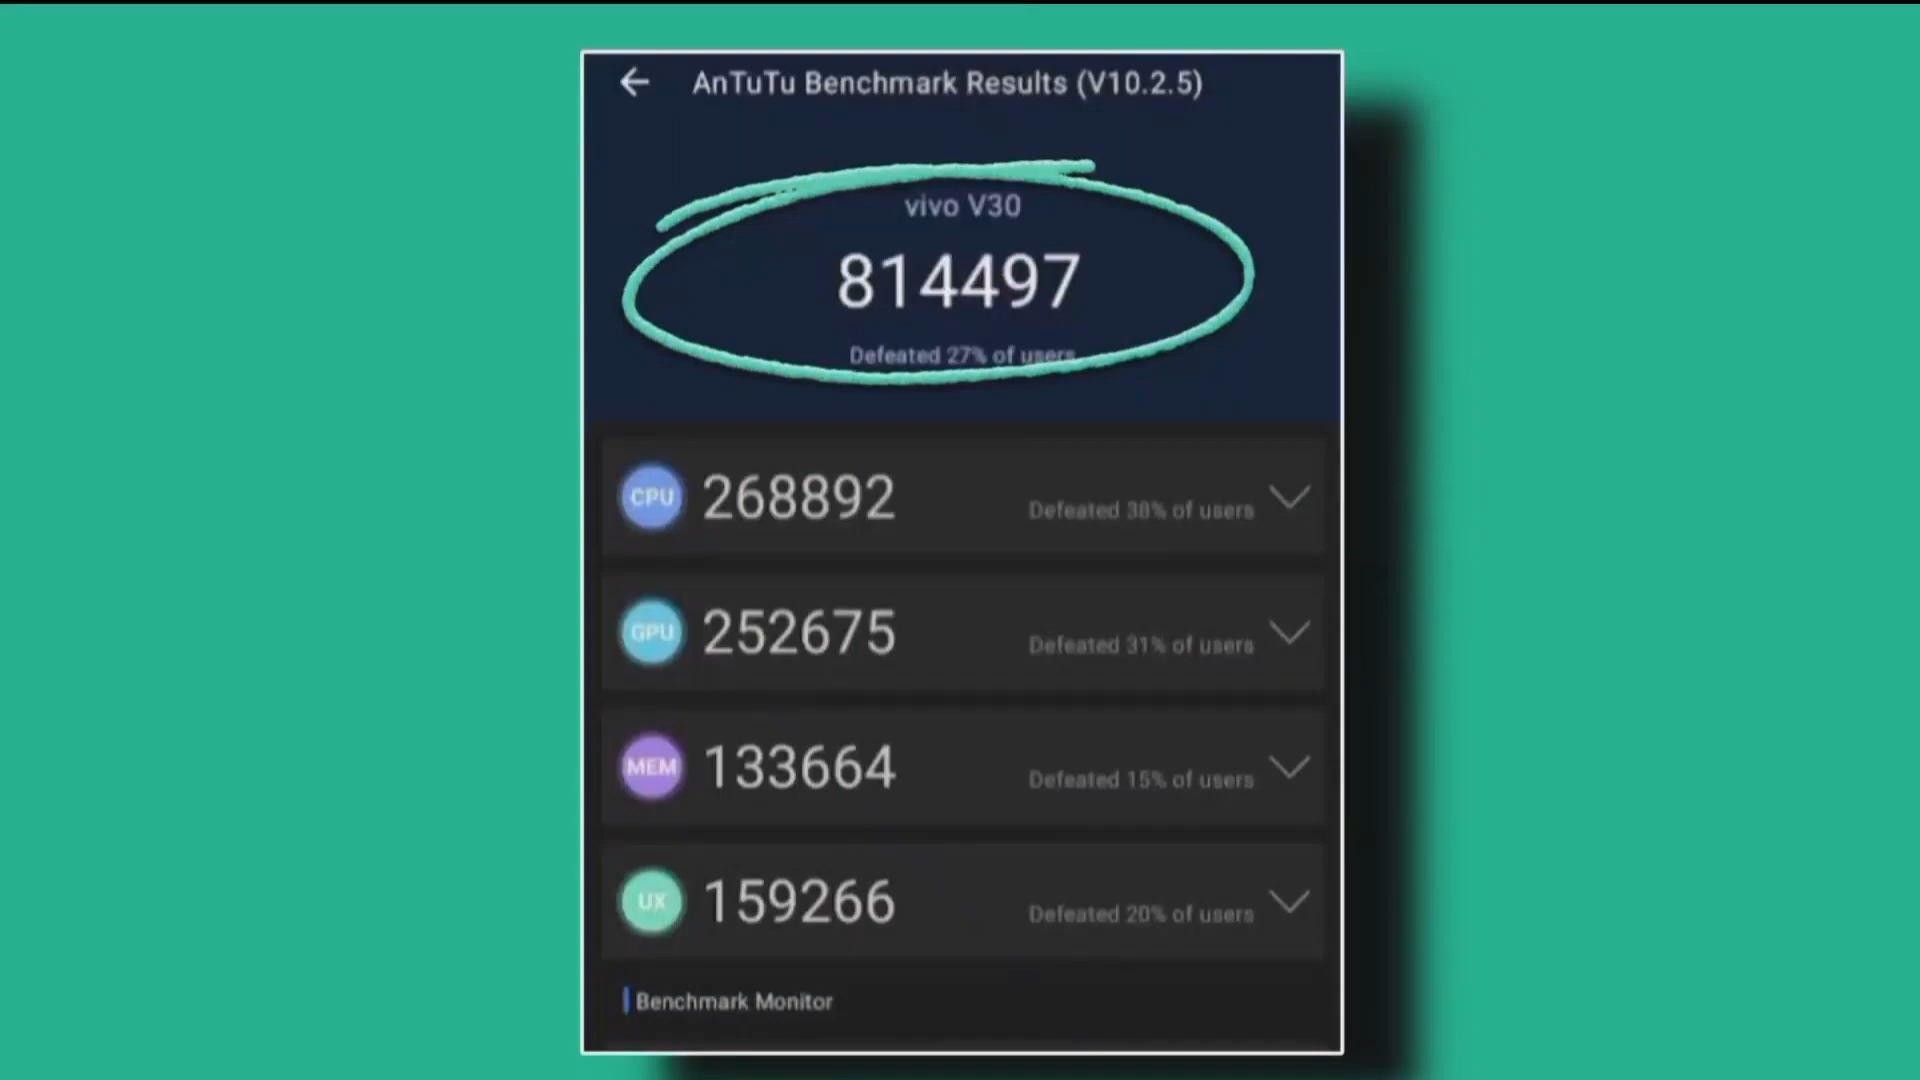 AnTuTu Benchmark Results (V10.2.5)
vivo V30
814497
Defeated 27% of users
CPU 268892 Defeated 38% of users
GPU 252675 Defeated 31% of users
MEM 133664 Defeated 15% of users
UX 159266 Defeated 20% of users
Benchmark Monitor